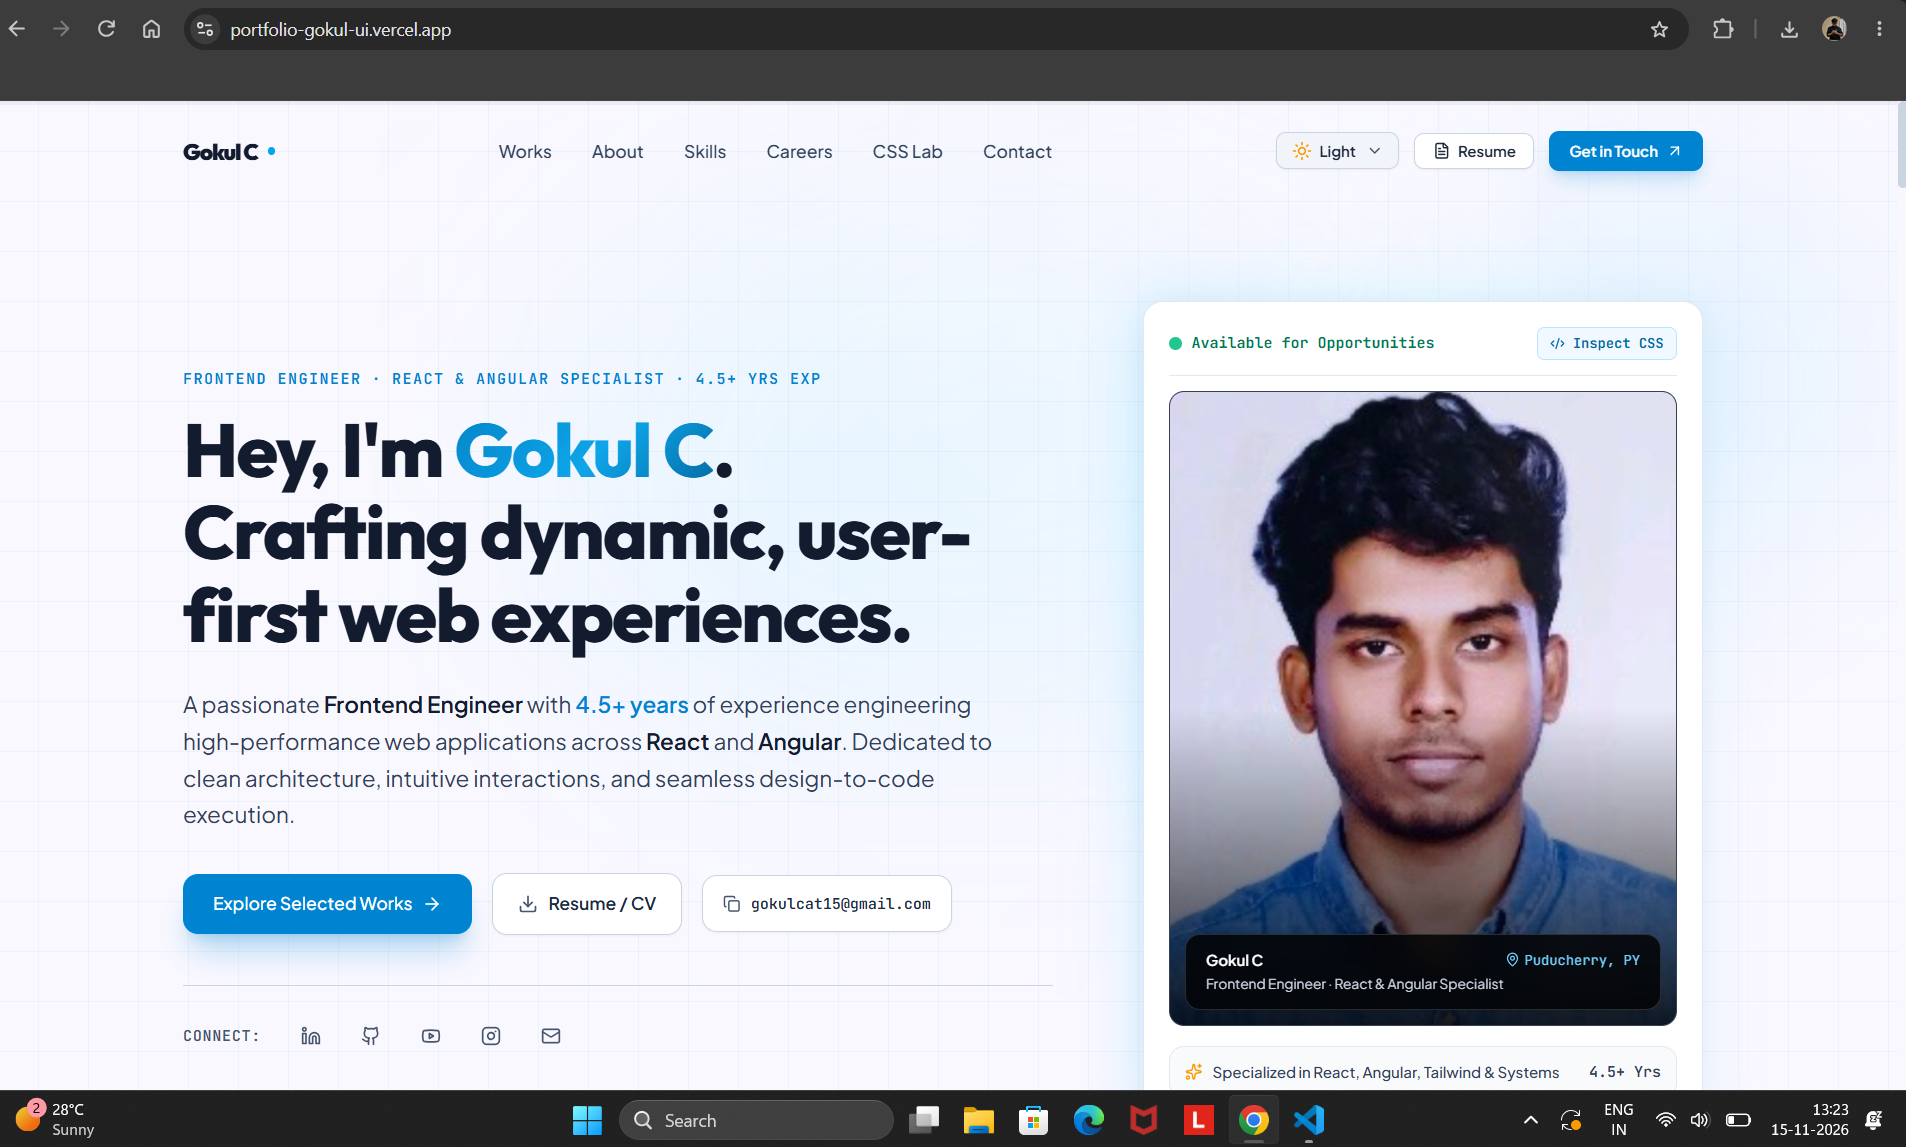 portfolio-gokul-ui.vercel.app
Gokul C
Works
About
Skills
Careers
CSS Lab
Contact
Light
Resume
Get in Touch
FRONTEND ENGINEER · REACT & ANGULAR SPECIALIST · 4.5+ YRS EXP
Hey, I'm Gokul C.
Crafting dynamic, user-
first web experiences.
A passionate Frontend Engineer with 4.5+ years of experience engineering
high-performance web applications across React and Angular. Dedicated to
clean architecture, intuitive interactions, and seamless design-to-code
execution.
Explore Selected Works
Resume / CV
gokulcat15@gmail.com
CONNECT:
Available for Opportunities
Inspect CSS
Gokul C
Puducherry, PY
Frontend Engineer · React & Angular Specialist
Specialized in React, Angular, Tailwind & Systems
4.5+ Yrs
2
28°C
Sunny
Search
L
ENG
IN
13:23
15-11-2026